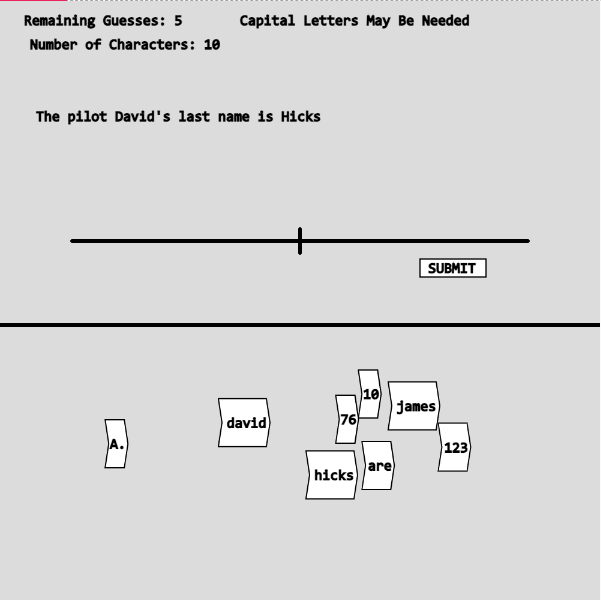 Remaining Guesses: 5 Capital Letters May Be Needed
Number of Characters: 10
The pilot David's last name is Hicks
SUBMIT
10
james
76
david
A.
123
are
hicks